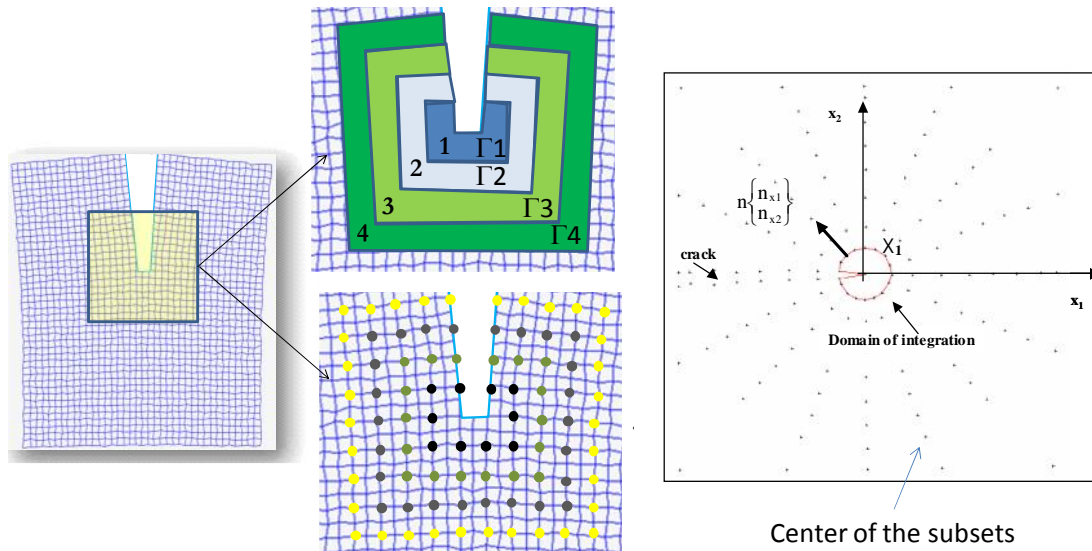 1
Γ1
2
Γ2
3
Γ3
4
Γ4
x₂
n{nₓ₁
nₓ₂}
X1
crack
x₁
Domain of integration
Center of the subsets